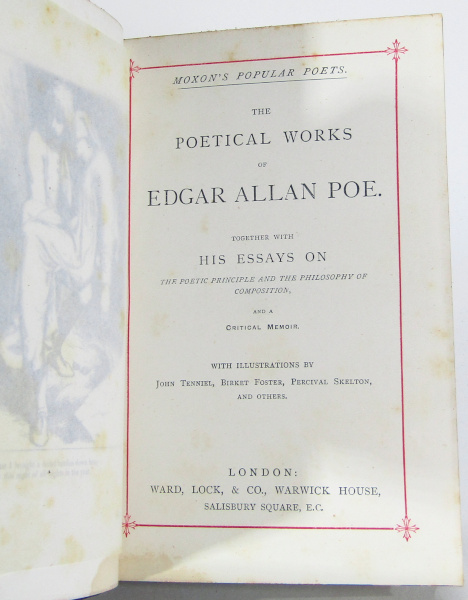 MOXON'S POPULAR POETS.
THE
POETICAL WORKS
OF
EDGAR ALLAN POE.
TOGETHER WITH
HIS ESSAYS ON
THE POETIC PRINCIPLE AND THE PHILOSOPHY OF
COMPOSITION,
AND A
CRITICAL MEMOIR.
WITH ILLUSTRATIONS BY
JOHN TENNIEL, BIRKET FOSTER, PERCIVAL SKELTON,
AND OTHERS.
LONDON:
WARD, LOCK, & CO., WARWICK HOUSE,
SALISBURY SQUARE, E.C.